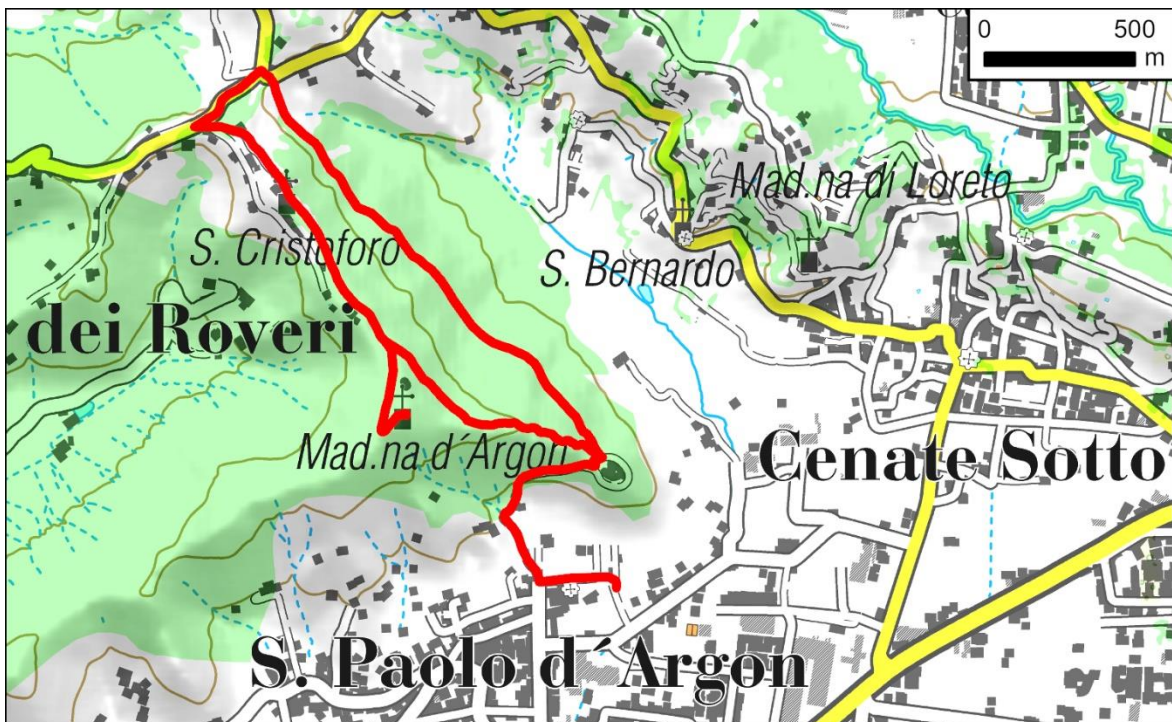 0 500
m
Mad.na di Loreto
S. Cristoforo
S. Bernardo
dei Roveri
Mad.na d´Argon
Cenate Sotto
S. Paolo d´Argon